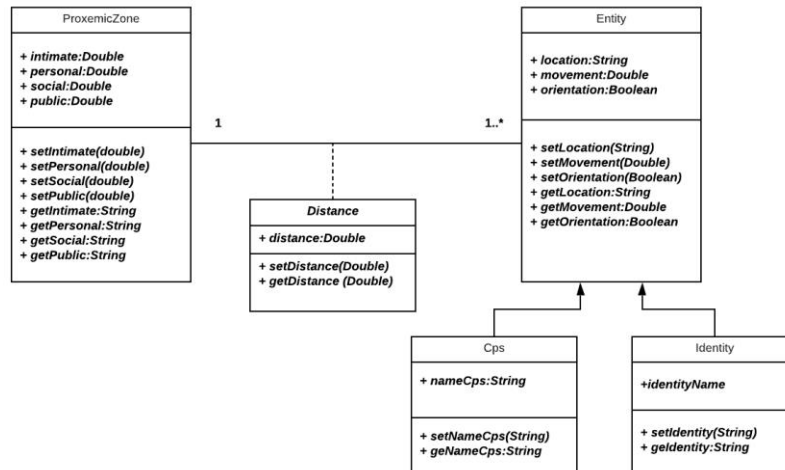 ProxemicZone
+ intimate:Double
+ personal:Double
+ social:Double
+ public:Double
+ setIntimate(double)
+ setPersonal(double)
+ setSocial(double)
+ setPublic(double)
+ getIntimate:String
+ getPersonal:String
+ getSocial:String
+ getPublic:String
1
1..*
Entity
+ location:String
+ movement:Double
+ orientation:Boolean
+ setLocation(String)
+ setMovement(Double)
+ setOrientation(Boolean)
+ getLocation:String
+ getMovement:Double
+ getOrientation:Boolean
Distance
+ distance:Double
+ setDistance(Double)
+ getDistance (Double)
Cps
+ nameCps:String
+ setNameCps(String)
+ geNameCps:String
Identity
+identityName
+ setIdentity(String)
+ geIdentity:String